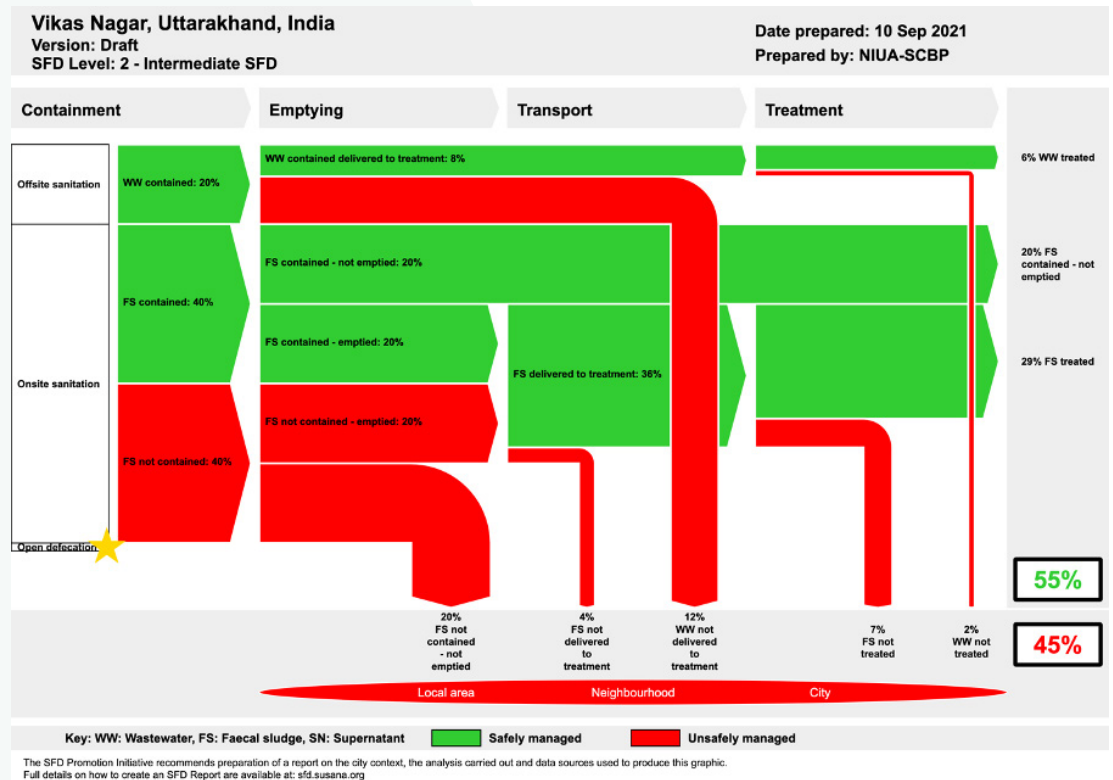 Vikas Nagar, Uttarakhand, India
Version: Draft
SFD Level: 2 - Intermediate SFD
Date prepared: 10 Sep 2021
Prepared by: NIUA-SCBP
Containment
Emptying
Transport
Treatment
Offsite sanitation
WW contained: 20%
WW contained delivered to treatment: 8%
6% WW treated
Onsite sanitation
FS contained: 40%
FS contained - not emptied: 20%
20% FS
contained - not
emptied
FS contained - emptied: 20%
FS delivered to treatment: 36%
29% FS treated
FS not contained: 40%
FS not contained - emptied: 20%
Open defecation
55%
20%
FS not
contained
- not
emptied
4%
FS not
delivered
to
treatment
12%
WW not
delivered
to
treatment
7%
FS not
treated
2%
WW not
treated
45%
Local area
Neighbourhood
City
Key: WW: Wastewater, FS: Faecal sludge, SN: Supernatant
Safely managed
Unsafely managed
The SFD Promotion Initiative recommends preparation of a report on the city context, the analysis carried out and data sources used to produce this graphic.
Full details on how to create an SFD Report are available at: sfd.susana.org